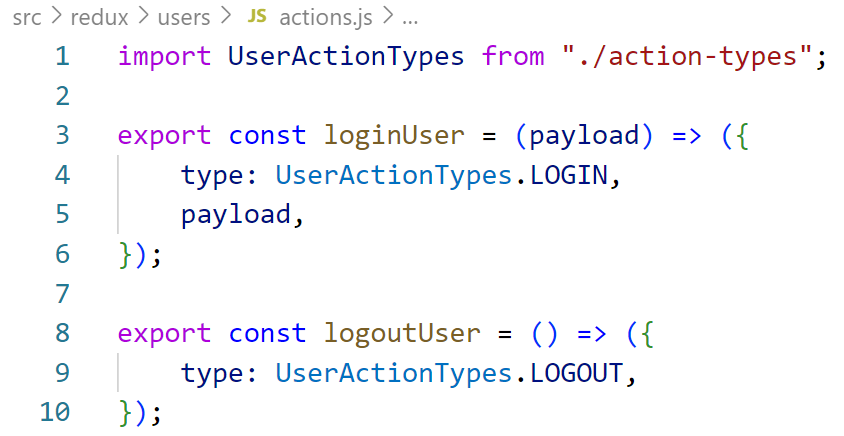 src > redux > users > JS actions.js > ...
1 import UserActionTypes from "./action-types";
2
3 export const loginUser = (payload) => ({
4     type: UserActionTypes.LOGIN,
5     payload,
6 });
7
8 export const logoutUser = () => ({
9     type: UserActionTypes.LOGOUT,
10 });